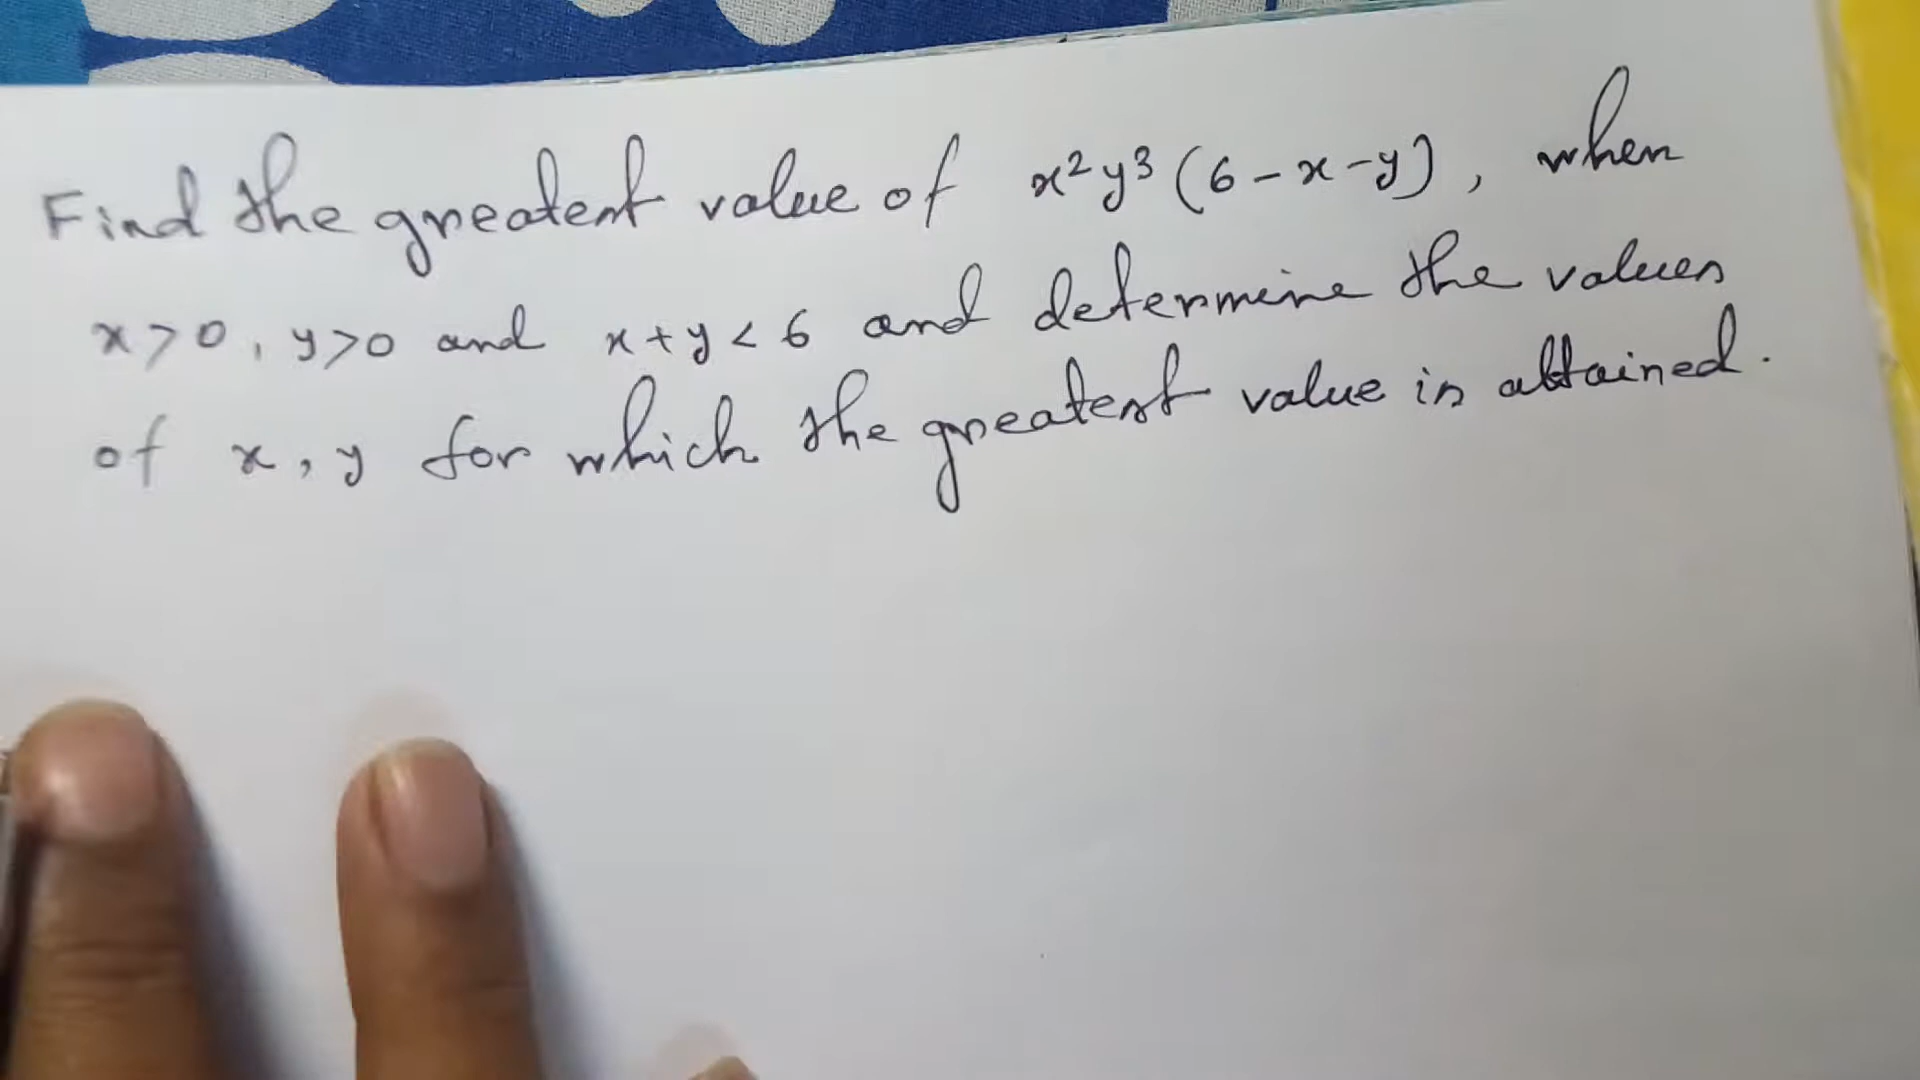 Find the greatest value of x²y³(6-x-y), when
x>0, y>0 and x+y<6 and determine the values
of x, y for which the greatest value is attained.